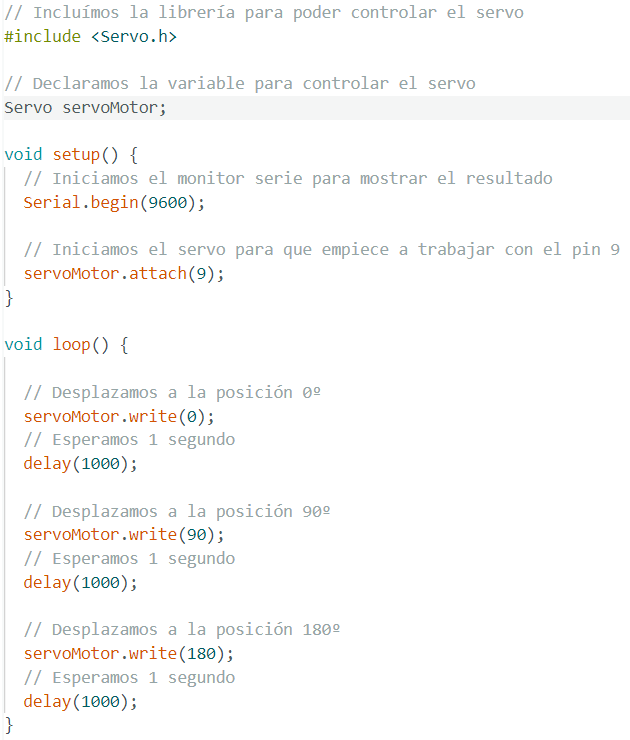 // Incluímos la librería para poder controlar el servo
#include <Servo.h>
// Declaramos la variable para controlar el servo
Servo servoMotor;
void setup() {
// Iniciamos el monitor serie para mostrar el resultado
Serial.begin(9600);
// Iniciamos el servo para que empiece a trabajar con el pin 9
servoMotor.attach(9);
}
void loop() {
// Desplazamos a la posición 0º
servoMotor.write(0);
// Esperamos 1 segundo
delay(1000);
// Desplazamos a la posición 90º
servoMotor.write(90);
// Esperamos 1 segundo
delay(1000);
// Desplazamos a la posición 180º
servoMotor.write(180);
// Esperamos 1 segundo
delay(1000);
}